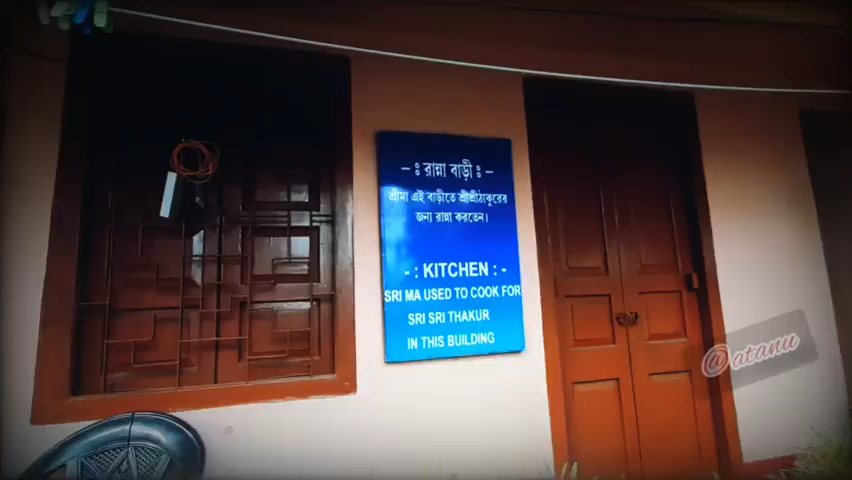 -ঃ রান্না বাড়ী ঃ-
শ্রীমা এই বাড়ীতে শ্রীশ্রীঠাকুরের
জন্য রান্না করতেন।
- : KITCHEN : -
SRI MA USED TO COOK FOR
SRI SRI THAKUR
IN THIS BUILDING
@atanu